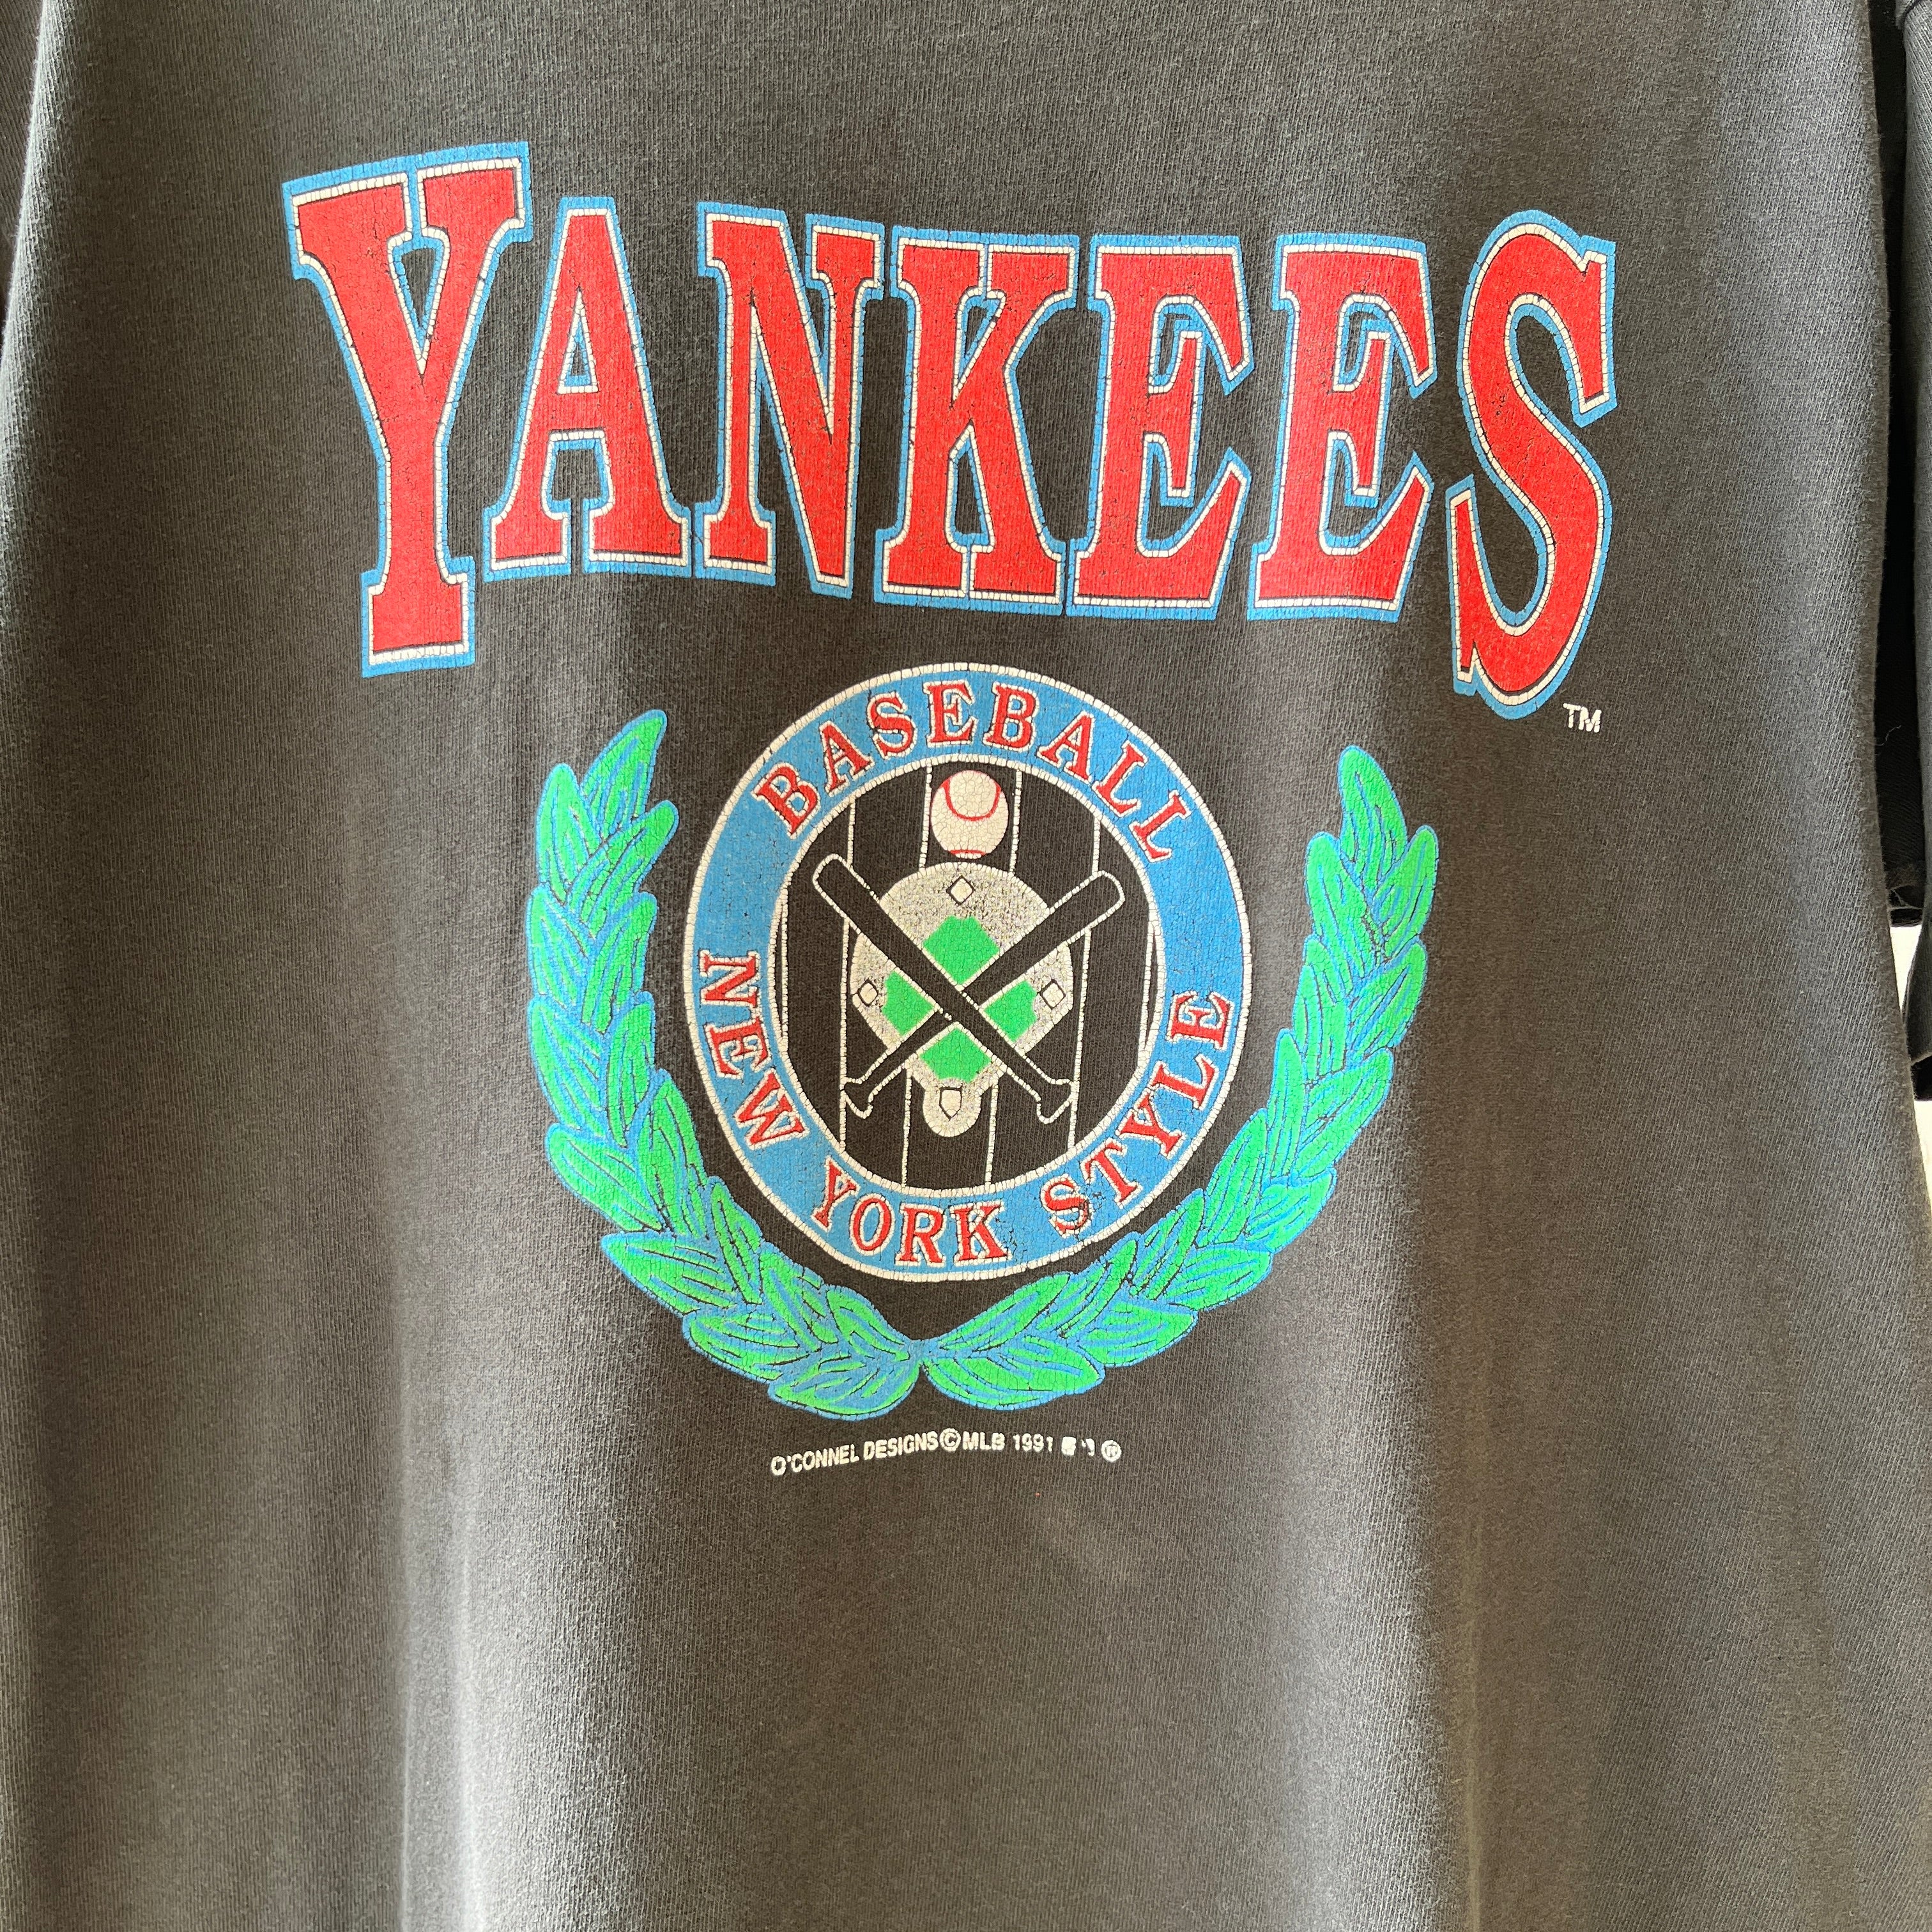 YANKEES
TM
BASEBALL
NEW YORK STYLE
O'CONNEL DESIGNS©MLB 1991 ®